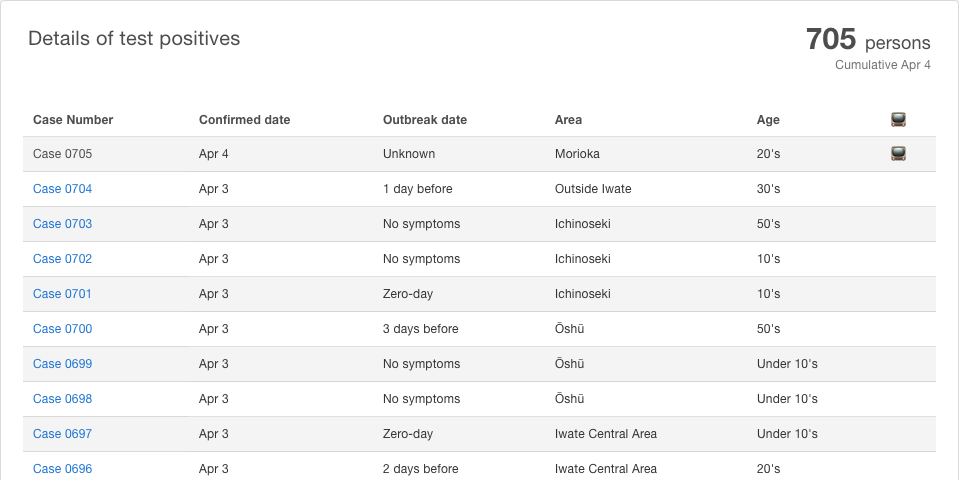 Details of test positives
705 persons
Cumulative Apr 4
Case Number Confirmed date Outbreak date Area Age
Case 0705 Apr 4 Unknown Morioka 20's
Case 0704 Apr 3 1 day before Outside Iwate 30's
Case 0703 Apr 3 No symptoms Ichinoseki 50's
Case 0702 Apr 3 No symptoms Ichinoseki 10's
Case 0701 Apr 3 Zero-day Ichinoseki 10's
Case 0700 Apr 3 3 days before Ōshū 50's
Case 0699 Apr 3 No symptoms Ōshū Under 10's
Case 0698 Apr 3 No symptoms Ōshū Under 10's
Case 0697 Apr 3 Zero-day Iwate Central Area Under 10's
Case 0696 Apr 3 2 days before Iwate Central Area 20's